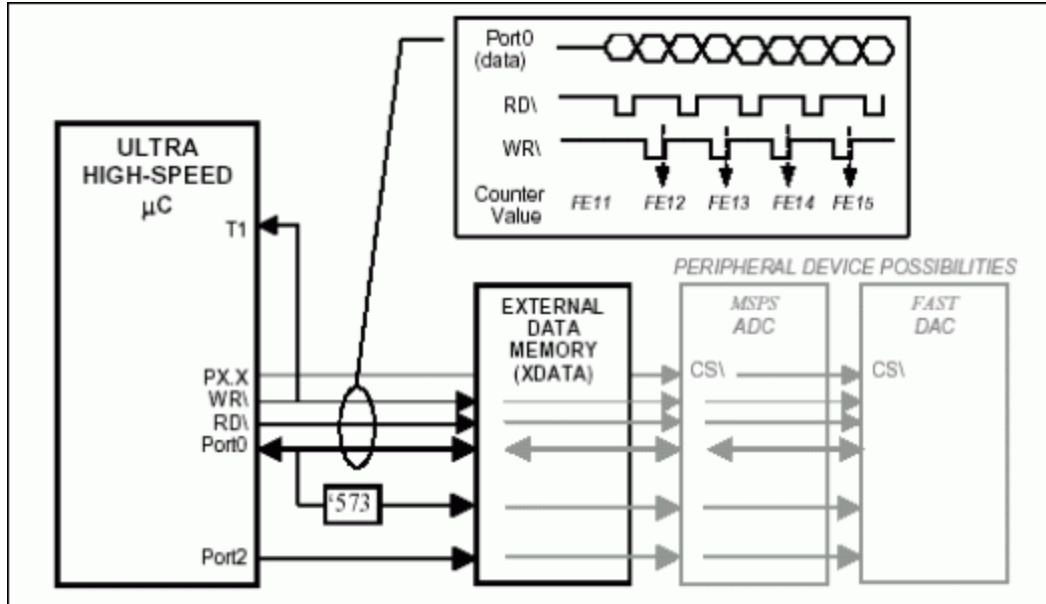 Port0
(data)
RD\
WR\
Counter
Value
FE11 FE12 FE13 FE14 FE15
ULTRA
HIGH-SPEED
µC
T1
PX.X
WR\
RD\
Port0
Port2
'573
EXTERNAL
DATA
MEMORY
(XDATA)
PERIPHERAL DEVICE POSSIBILITIES
MSPS
ADC
CS\
FAST
DAC
CS\